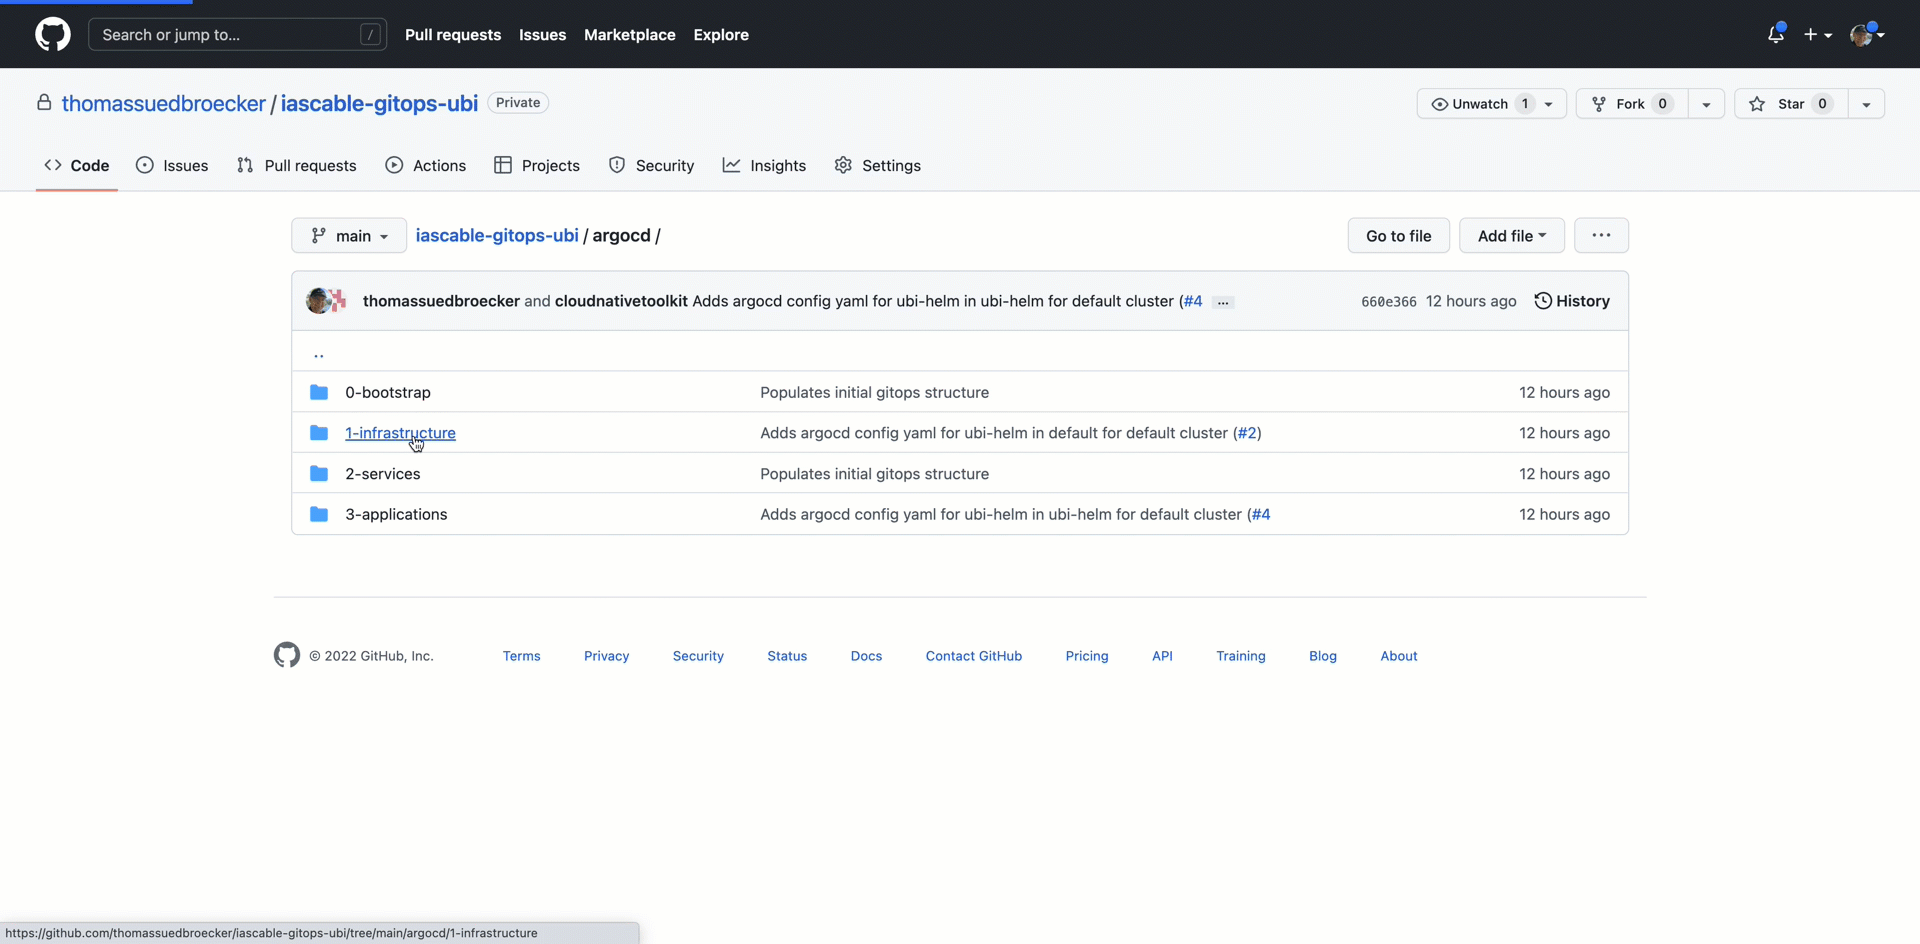 Search or jump to... /
Pull requests Issues Marketplace Explore
thomassuedbroecker / iascable-gitops-ubi Private
Unwatch 1 Fork 0 Star 0
Code Issues Pull requests Actions Projects Security Insights Settings
main iascable-gitops-ubi / argocd / Go to file Add file ...
thomassuedbroecker and cloudnativetoolkit Adds argocd config yaml for ubi-helm in ubi-helm for default cluster (#4 ... 660e366 12 hours ago History
..
0-bootstrap Populates initial gitops structure 12 hours ago
1-infrastructure Adds argocd config yaml for ubi-helm in default for default cluster (#2) 12 hours ago
2-services Populates initial gitops structure 12 hours ago
3-applications Adds argocd config yaml for ubi-helm in ubi-helm for default cluster (#4 12 hours ago
© 2022 GitHub, Inc. Terms Privacy Security Status Docs Contact GitHub Pricing API Training Blog About
https://github.com/thomassuedbroecker/iascable-gitops-ubi/tree/main/argocd/1-infrastructure